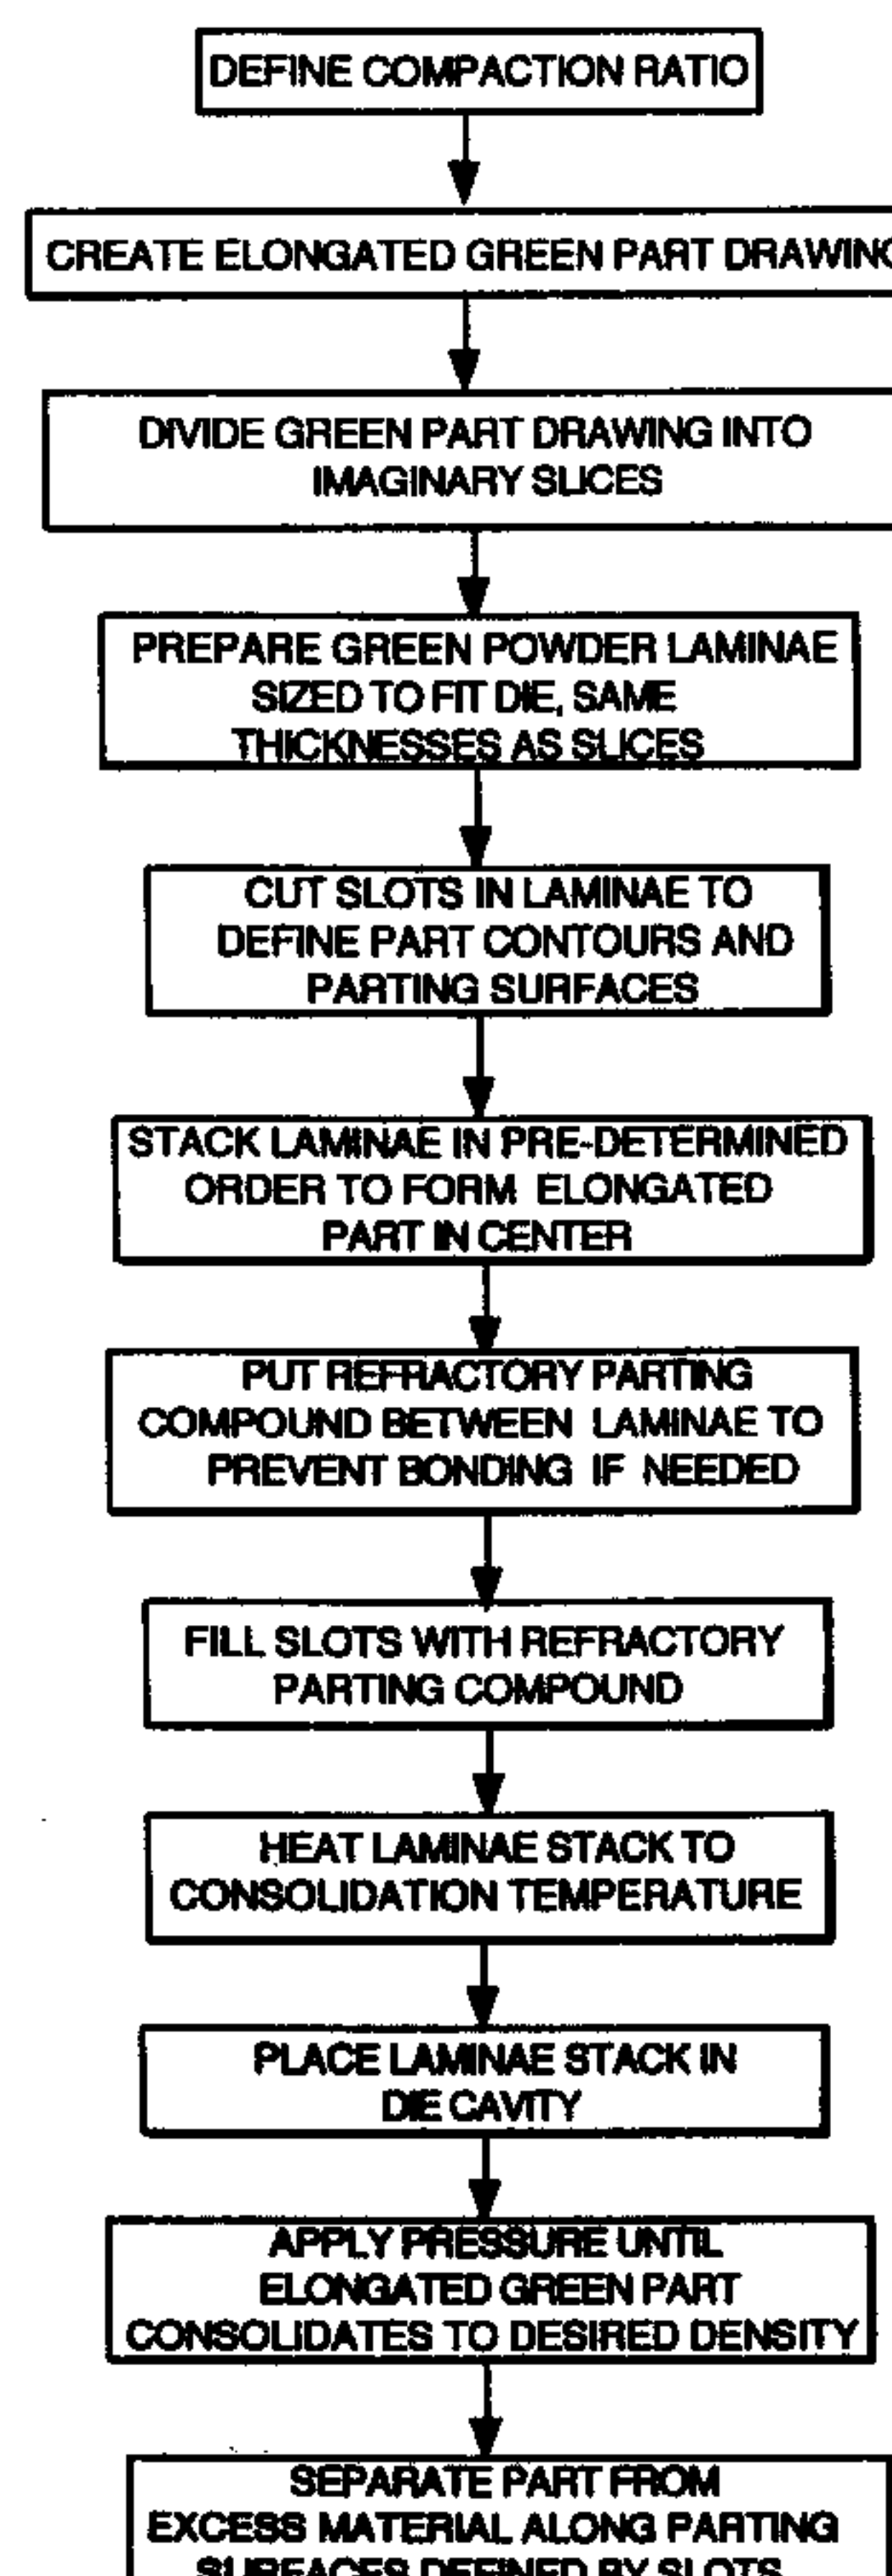 DEFINE COMPACTION RATIO
CREATE ELONGATED GREEN PART DRAWING
DIVIDE GREEN PART DRAWING INTO
IMAGINARY SLICES
PREPARE GREEN POWDER LAMINAE
SIZED TO FIT DIE, SAME
THICKNESSES AS SLICES
CUT SLOTS IN LAMINAE TO
DEFINE PART CONTOURS AND
PARTING SURFACES
STACK LAMINAE IN PRE-DETERMINED
ORDER TO FORM ELONGATED
PART IN CENTER
PUT REFRACTORY PARTING
COMPOUND BETWEEN LAMINAE TO
PREVENT BONDING IF NEEDED
FILL SLOTS WITH REFRACTORY
PARTING COMPOUND
HEAT LAMINAE STACK TO
CONSOLIDATION TEMPERATURE
PLACE LAMINAE STACK IN
DIE CAVITY
APPLY PRESSURE UNTIL
ELONGATED GREEN PART
CONSOLIDATES TO DESIRED DENSITY
SEPARATE PART FROM
EXCESS MATERIAL ALONG PARTING
SURFACES DEFINED BY SLOTS